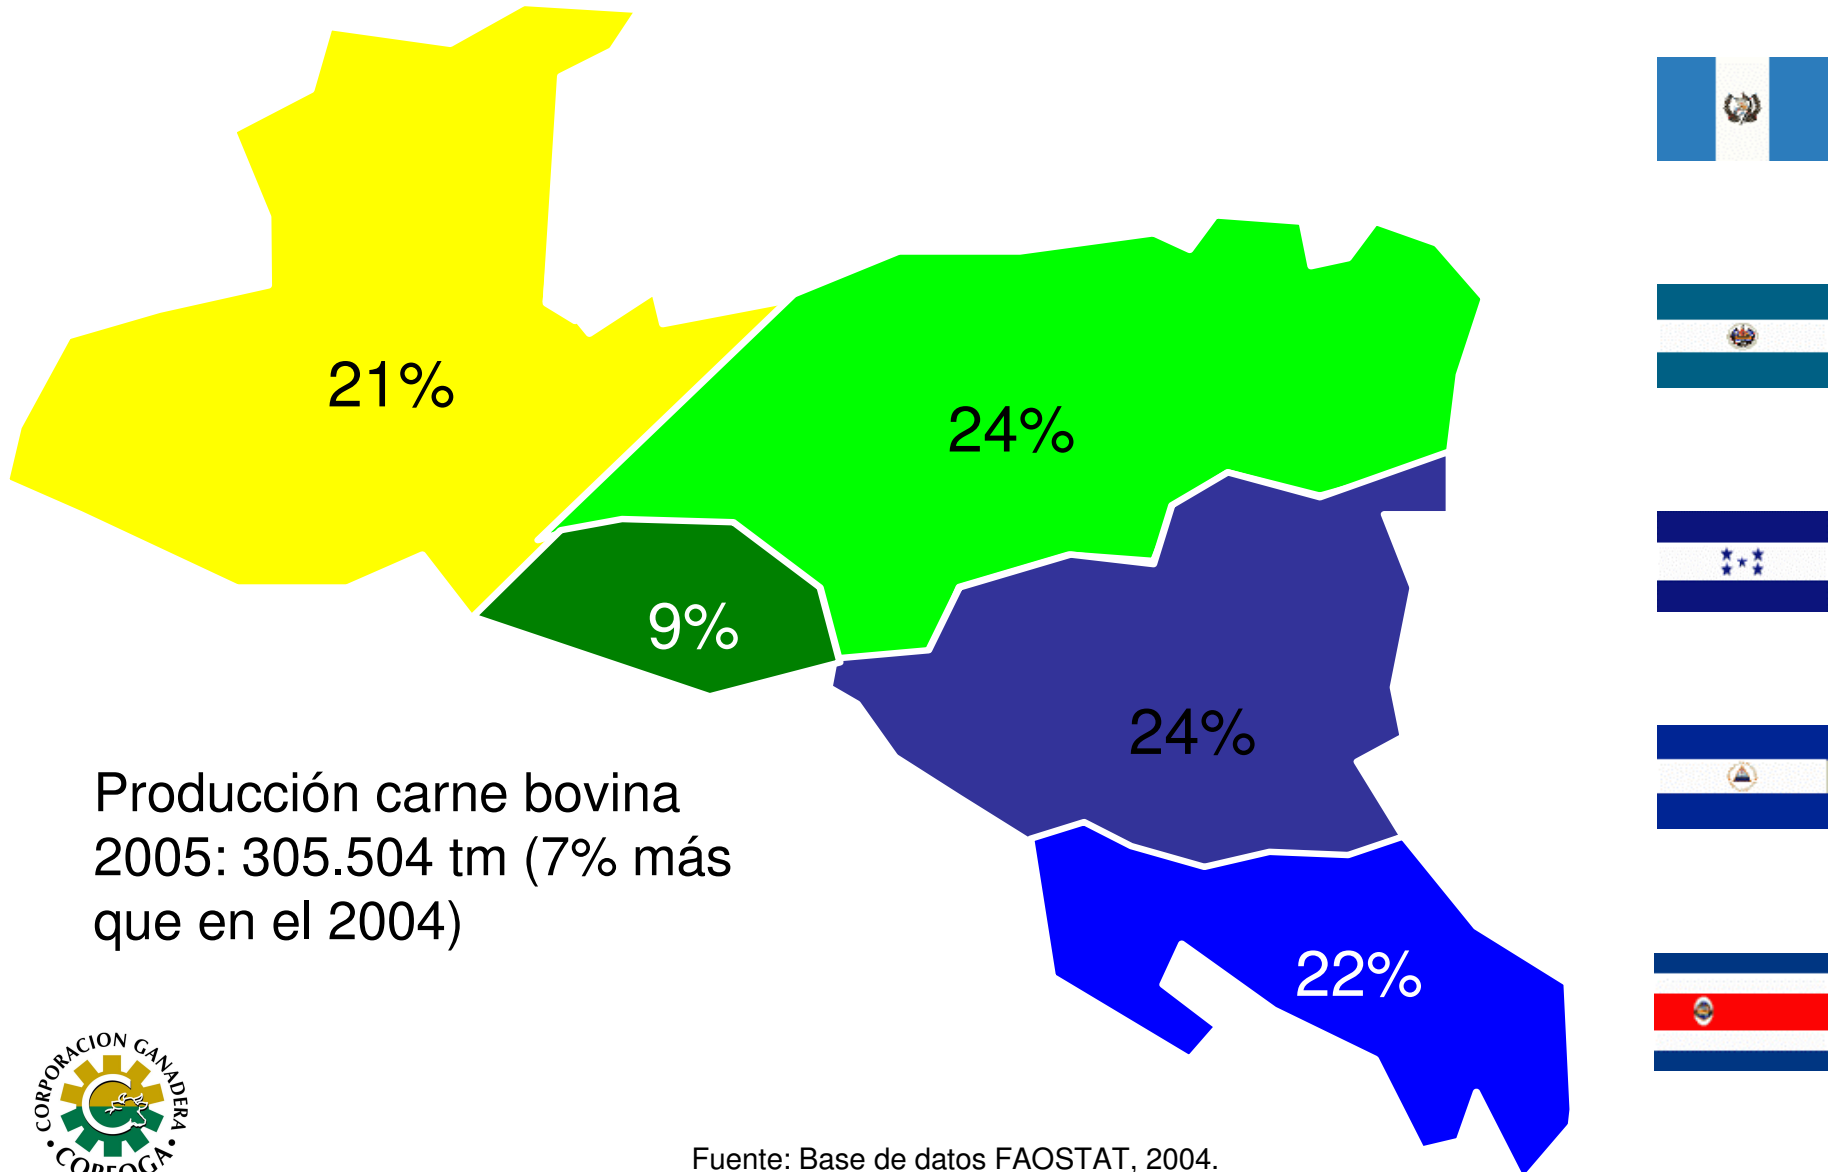 21%
24%
9%
24%
Producción carne bovina
2005: 305.504 tm (7% más
que en el 2004)
22%
CORPORACION GANADERA
• CORFOGA •
Fuente: Base de datos FAOSTAT, 2004.